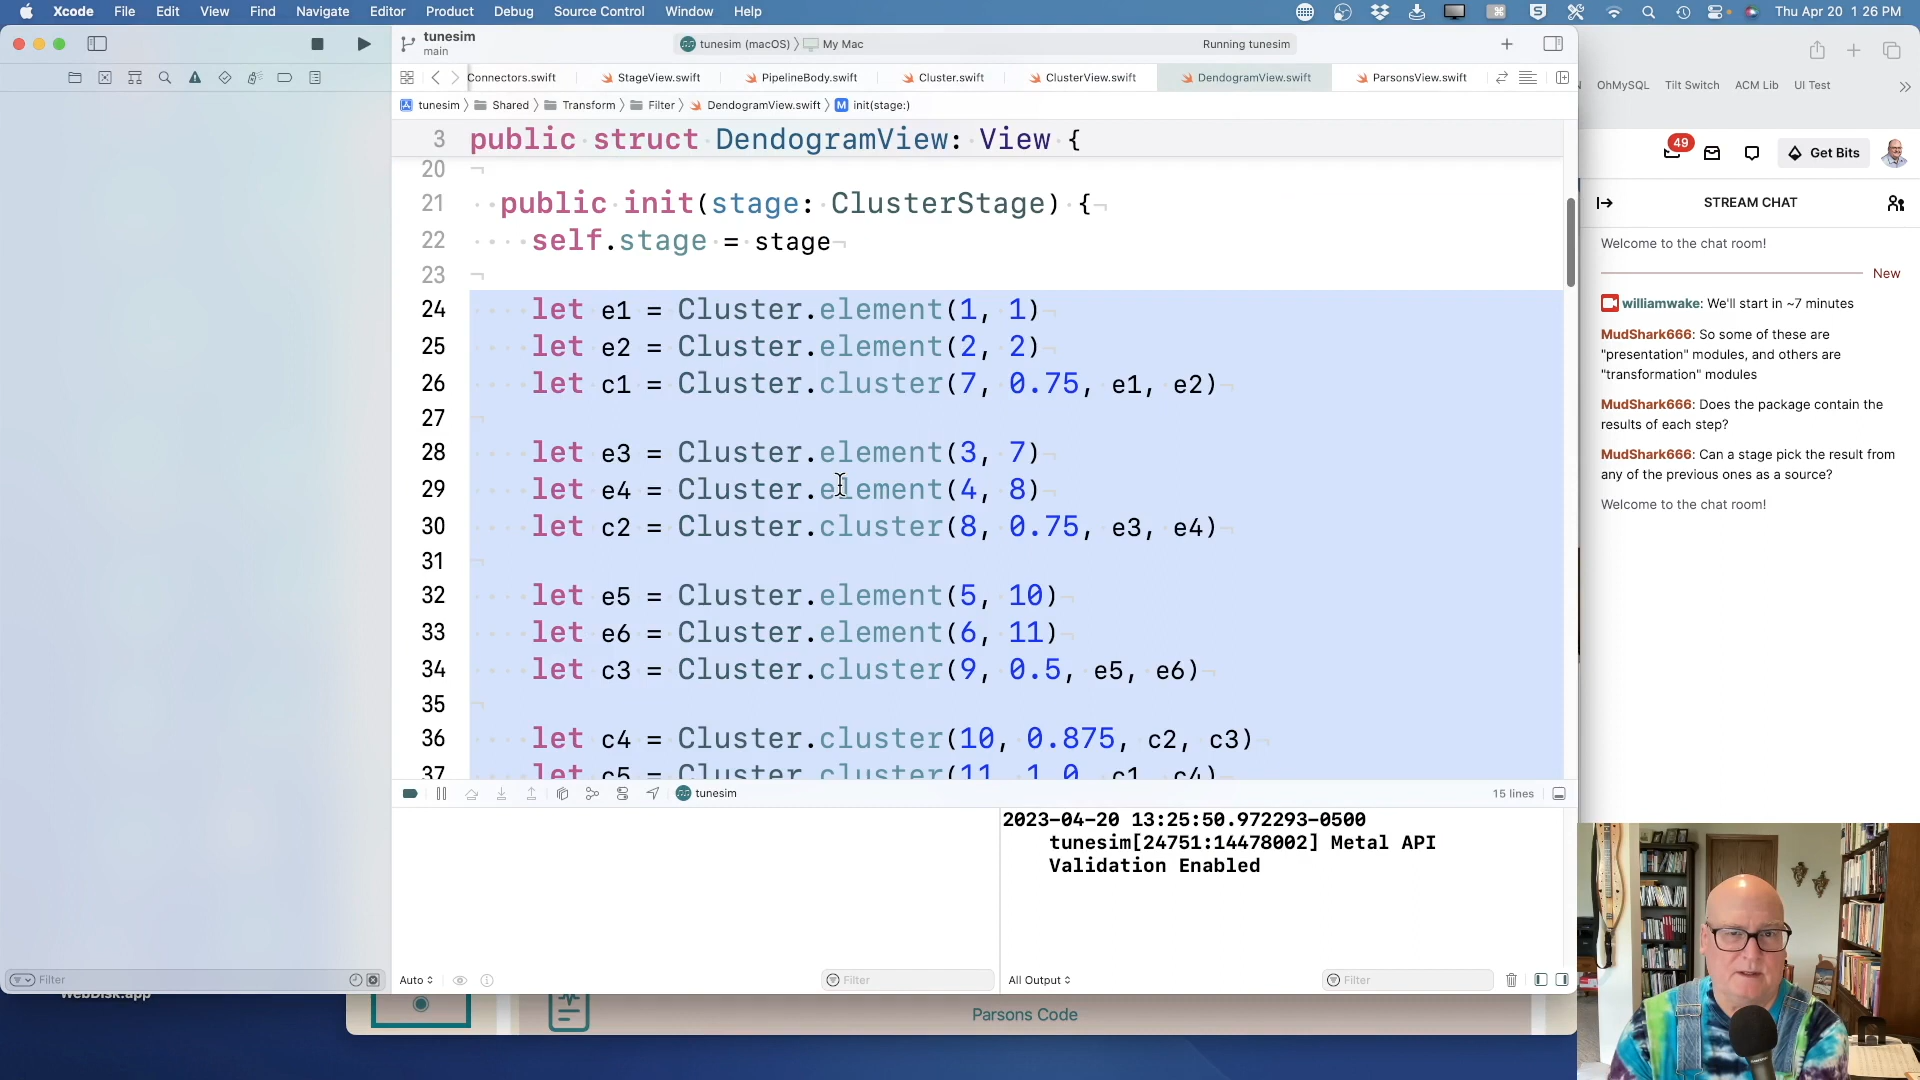 Xcode File Edit View Find Navigate Editor Product Debug Source Control Window Help
Thu Apr 20 1 26 PM
tunesim
main
tunesim (macOS) My Mac
Running tunesim
Connectors.swift StageView.swift PipelineBody.swift Cluster.swift ClusterView.swift DendogramView.swift ParsonsView.swift
tunesim Shared Transform Filter DendogramView.swift M init(stage:)
3 public struct DendogramView: View {
20
21 public init(stage: ClusterStage) {
22 self.stage = stage
23
24 let e1 = Cluster.element(1, 1)
25 let e2 = Cluster.element(2, 2)
26 let c1 = Cluster.cluster(7, 0.75, e1, e2)
27
28 let e3 = Cluster.element(3, 7)
29 let e4 = Cluster.element(4, 8)
30 let c2 = Cluster.cluster(8, 0.75, e3, e4)
31
32 let e5 = Cluster.element(5, 10)
33 let e6 = Cluster.element(6, 11)
34 let c3 = Cluster.cluster(9, 0.5, e5, e6)
35
36 let c4 = Cluster.cluster(10, 0.875, c2, c3)
37 let c5 = Cluster.cluster(11, 1.0, c1, c4)
tunesim
15 lines
2023-04-20 13:25:50.972293-0500
tunesim[24751:14478002] Metal API
Validation Enabled
Filter
Auto
Filter
All Output
Filter
WebDisk.app
Parsons Code
OhMySQL Tilt Switch ACM Lib UI Test
49
Get Bits
STREAM CHAT
Welcome to the chat room!
New
williamwake: We'll start in ~7 minutes
MudShark666: So some of these are
"presentation" modules, and others are
"transformation" modules
MudShark666: Does the package contain the
results of each step?
MudShark666: Can a stage pick the result from
any of the previous ones as a source?
Welcome to the chat room!